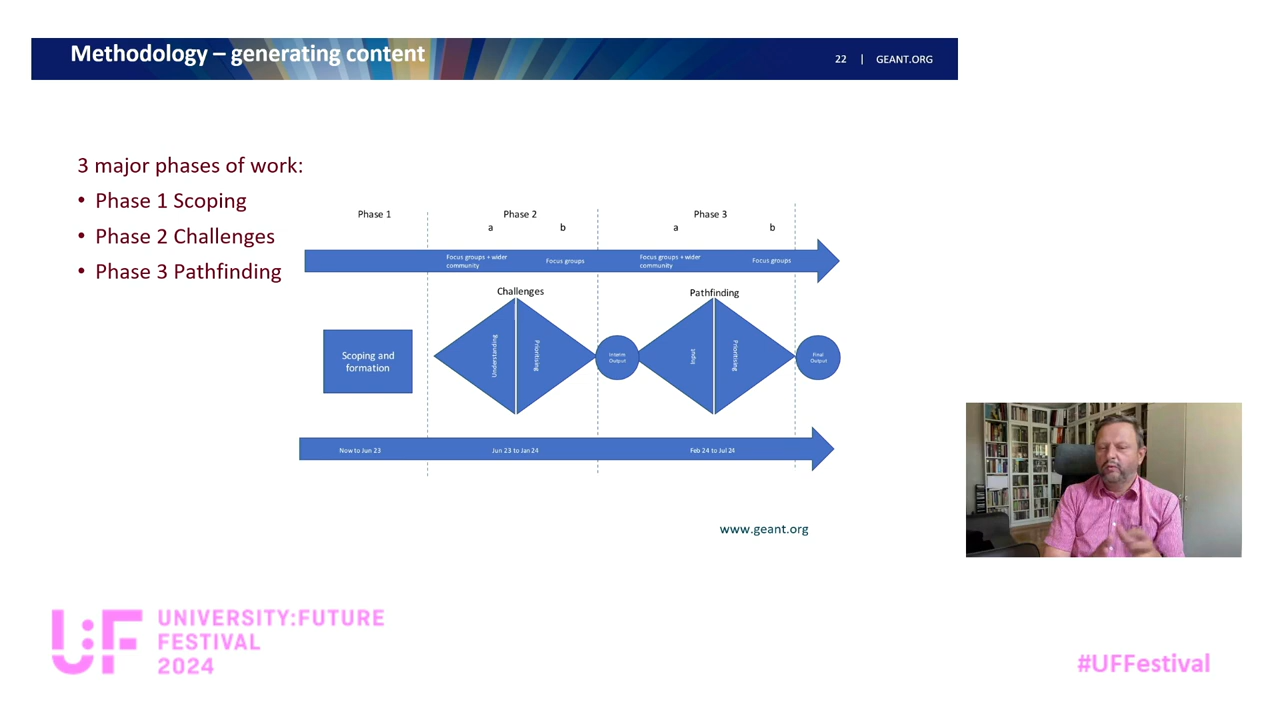 Methodology – generating content
22 | GEANT.ORG
3 major phases of work:
• Phase 1 Scoping
• Phase 2 Challenges
• Phase 3 Pathfinding
Phase 1
Phase 2
Phase 3
a
b
a
b
Focus groups + wider
community
Focus groups
Focus groups + wider
community
Focus groups
Challenges
Pathfinding
Scoping and
formation
Understanding
Prioritising
Interim
Output
Input
Prioritising
Final
Output
Now to Jun 23
Jun 23 to Jan 24
Feb 24 to Jul 24
www.geant.org
U:F
UNIVERSITY:FUTURE
FESTIVAL
2024
#UFFestival